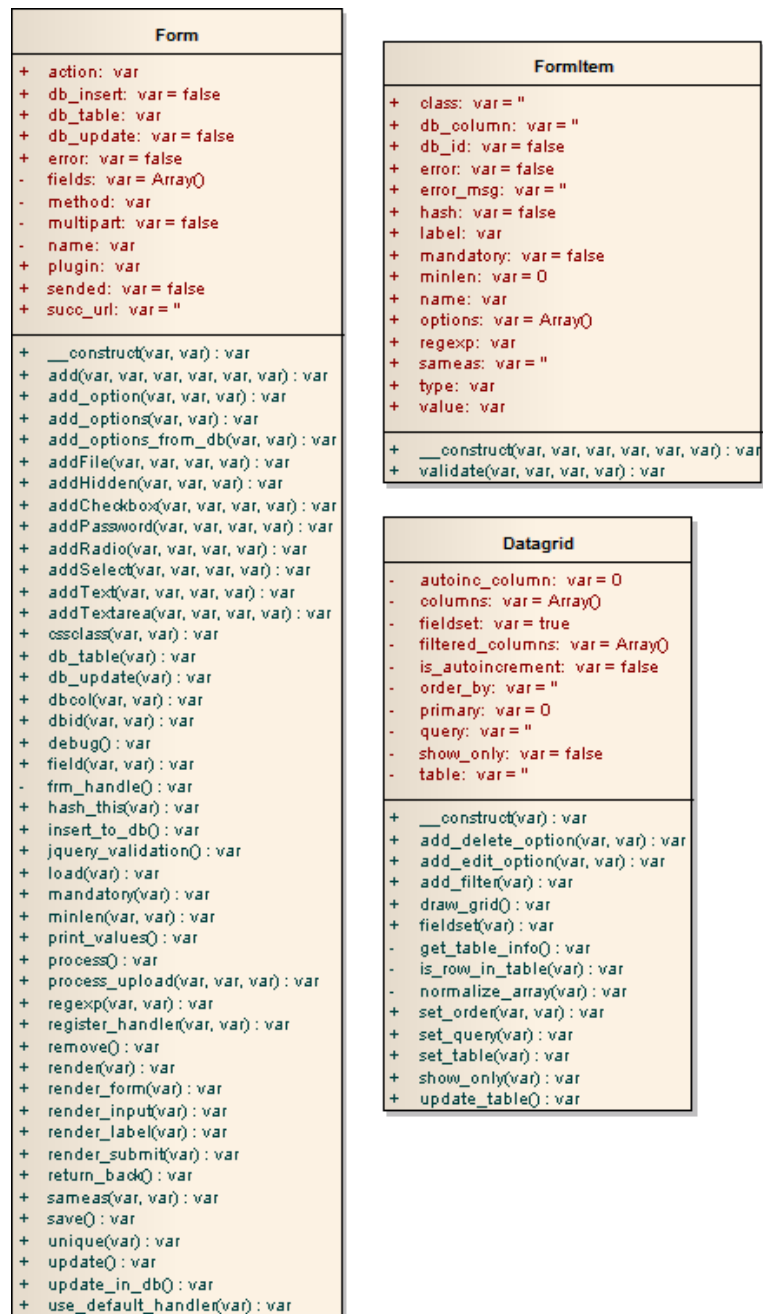 Form
+ action: var
+ db_insert: var = false
+ db_table: var
+ db_update: var = false
+ error: var = false
- fields: var = Array()
- method: var
- multipart: var = false
- name: var
+ plugin: var
+ sended: var = false
+ succ_url: var = ''
+ __construct(var, var) : var
+ add(var, var, var, var, var, var) : var
+ add_option(var, var, var) : var
+ add_options(var, var) : var
+ add_options_from_db(var, var) : var
+ addFile(var, var, var) : var
+ addHidden(var, var, var) : var
+ addCheckbox(var, var, var, var) : var
+ addPassword(var, var, var, var) : var
+ addRadio(var, var, var, var) : var
+ addSelect(var, var, var, var) : var
+ addText(var, var, var, var) : var
+ addTextarea(var, var, var, var) : var
+ cssclass(var, var) : var
+ db_table(var) : var
+ db_update(var) : var
+ dbcol(var, var) : var
+ dbid(var, var) : var
+ debug() : var
+ field(var, var) : var
- frm_handle() : var
+ hash_this(var) : var
+ insert_to_db() : var
+ jquery_validation() : var
+ load(var) : var
+ mandatory(var) : var
+ minlen(var, var) : var
+ print_values() : var
+ process() : var
+ process_upload(var, var, var) : var
+ regexp(var, var) : var
+ register_handler(var, var) : var
+ remove() : var
+ render(var) : var
+ render_form(var) : var
+ render_input(var) : var
+ render_label(var) : var
+ render_submit(var) : var
+ return_back() : var
+ sameas(var, var) : var
+ save() : var
+ unique(var) : var
+ update() : var
+ update_in_db() : var
+ use_default_handler(var) : var
FormItem
+ class: var = ''
+ db_column: var = ''
+ db_id: var = false
+ error: var = false
+ error_msg: var = ''
+ hash: var = false
+ label: var
+ mandatory: var = false
+ minlen: var = 0
+ name: var
+ options: var = Array()
+ regexp: var
+ sameas: var = ''
+ type: var
+ value: var
+ __construct(var, var, var, var, var, var) : var
+ validate(var, var, var, var) : var
Datagrid
- autoinc_column: var = 0
- columns: var = Array()
- fieldset: var = true
- filtered_columns: var = Array()
- is_autoincrement: var = false
- order_by: var = ''
- primary: var = 0
- query: var = ''
- show_only: var = false
- table: var = ''
+ __construct(var) : var
+ add_delete_option(var, var) : var
+ add_edit_option(var, var) : var
+ add_filter(var) : var
+ draw_grid() : var
+ fieldset(var) : var
- get_table_info() : var
- is_row_in_table(var) : var
- normalize_array(var) : var
+ set_order(var, var) : var
+ set_query(var) : var
+ set_table(var) : var
+ show_only(var) : var
+ update_table() : var